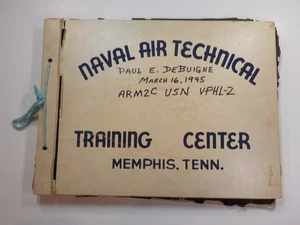 NAVAL AIR TECHNICAL
PAUL E. DEBUIGNE
MARCH 16, 1945
ARM2C USN VPHL-2
TRAINING CENTER
MEMPHIS, TENN.